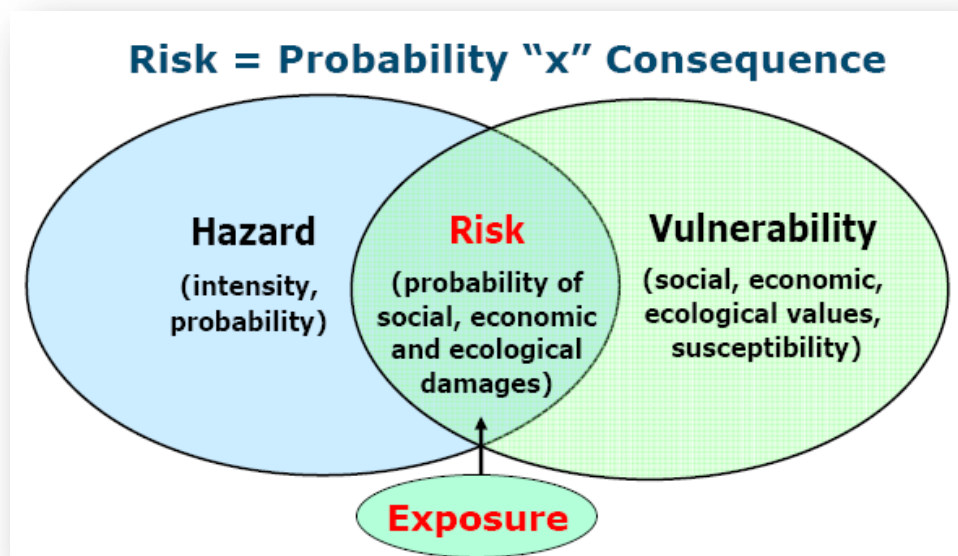 Risk = Probability “x” Consequence
Hazard
(intensity,
probability)
Risk
(probability of
social, economic
and ecological
damages)
Vulnerability
(social, economic,
ecological values,
susceptibility)
Exposure